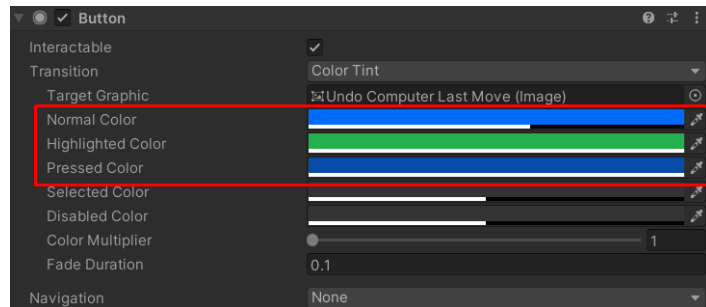 Button
Interactable
Transition Color Tint
Target Graphic Undo Computer Last Move (Image)
Normal Color
Highlighted Color
Pressed Color
Selected Color
Disabled Color
Color Multiplier 1
Fade Duration 0.1
Navigation None